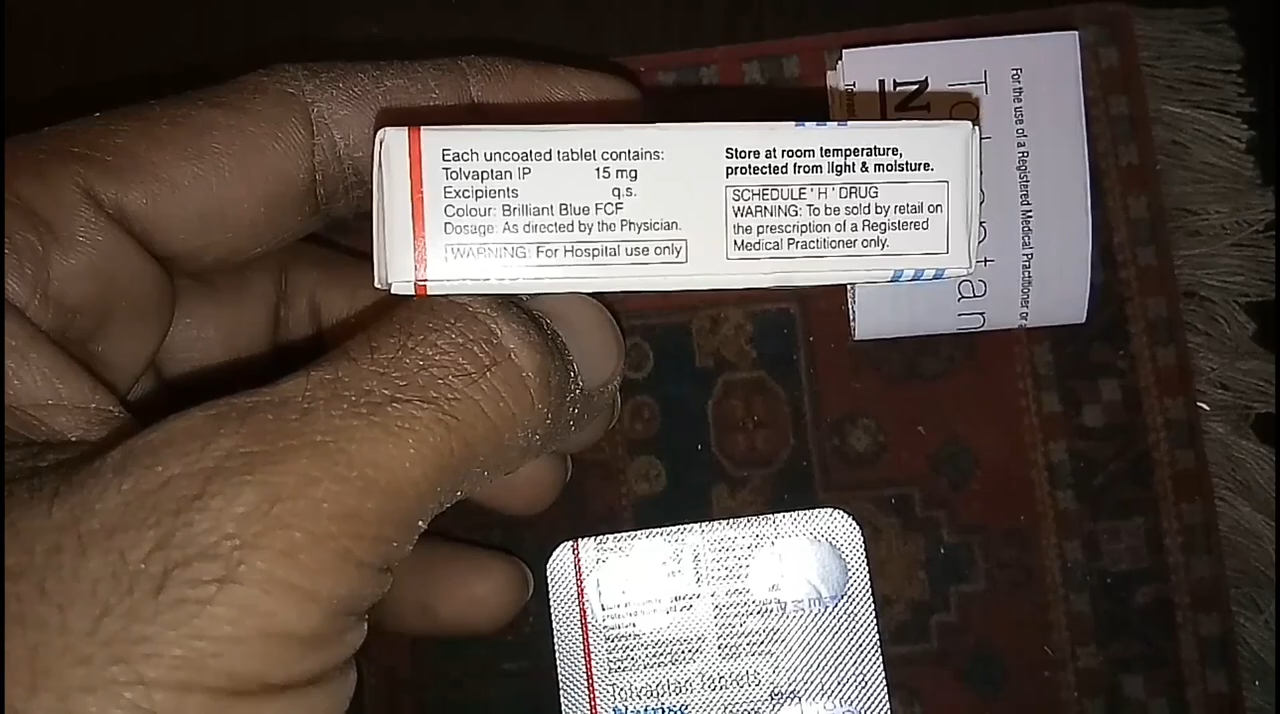 Each uncoated tablet contains:
Tolvaptan IP 15 mg
Excipients q.s.
Colour: Brilliant Blue FCF
Dosage: As directed by the Physician.
WARNING: For Hospital use only
Store at room temperature,
protected from light & moisture.
SCHEDULE ' H ' DRUG
WARNING: To be sold by retail on
the prescription of a Registered
Medical Practitioner only.
For the use of a Registered Medical Practitioner or
N
Tolvaptan tablets